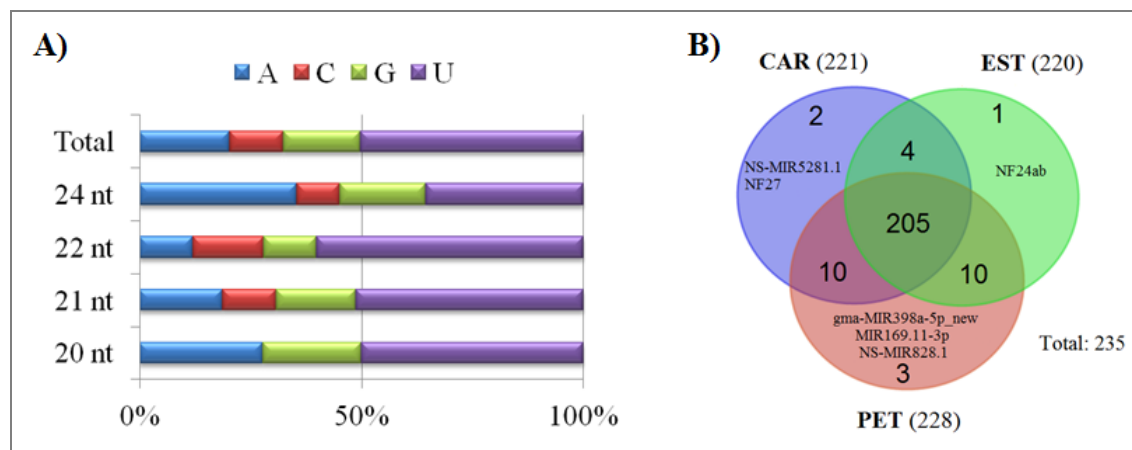 A)
A C G U
Total
24 nt
22 nt
21 nt
20 nt
0% 50% 100%
B)
CAR (221) EST (220)
2
1
4
NS-MIR5281.1
NF27
NF24ab
205
10
10
gma-MIR398a-5p_new
MIR169.11-3p
NS-MIR828.1
3
Total: 235
PET (228)